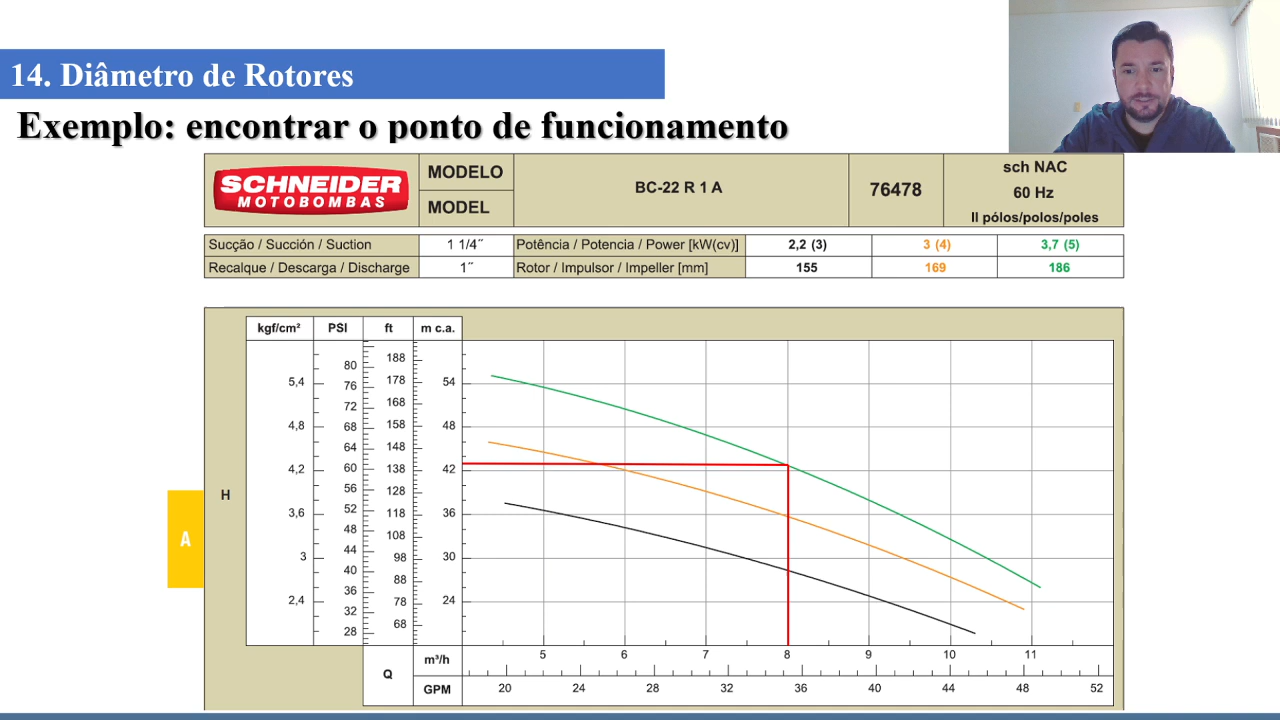 14. Diâmetro de Rotores
Exemplo: encontrar o ponto de funcionamento
SCHNEIDER
MOTOBOMBAS
MODELO
MODEL
BC-22 R 1 A
76478
sch NAC
60 Hz
II pólos/polos/poles
Sucção / Succión / Suction 1 1/4˝ Potência / Potencia / Power [kW(cv)] 2,2 (3) 3 (4) 3,7 (5)
Recalque / Descarga / Discharge 1˝ Rotor / Impulsor / Impeller [mm] 155 169 186
kgf/cm² PSI ft m c.a.
5,4
4,8
4,2
3,6
3
2,4
80
76
72
68
64
60
56
52
48
44
40
36
32
28
188
178
168
158
148
138
128
118
108
98
88
78
68
54
48
42
36
30
24
H
A
Q
m³/h 5 6 7 8 9 10 11
GPM 20 24 28 32 36 40 44 48 52